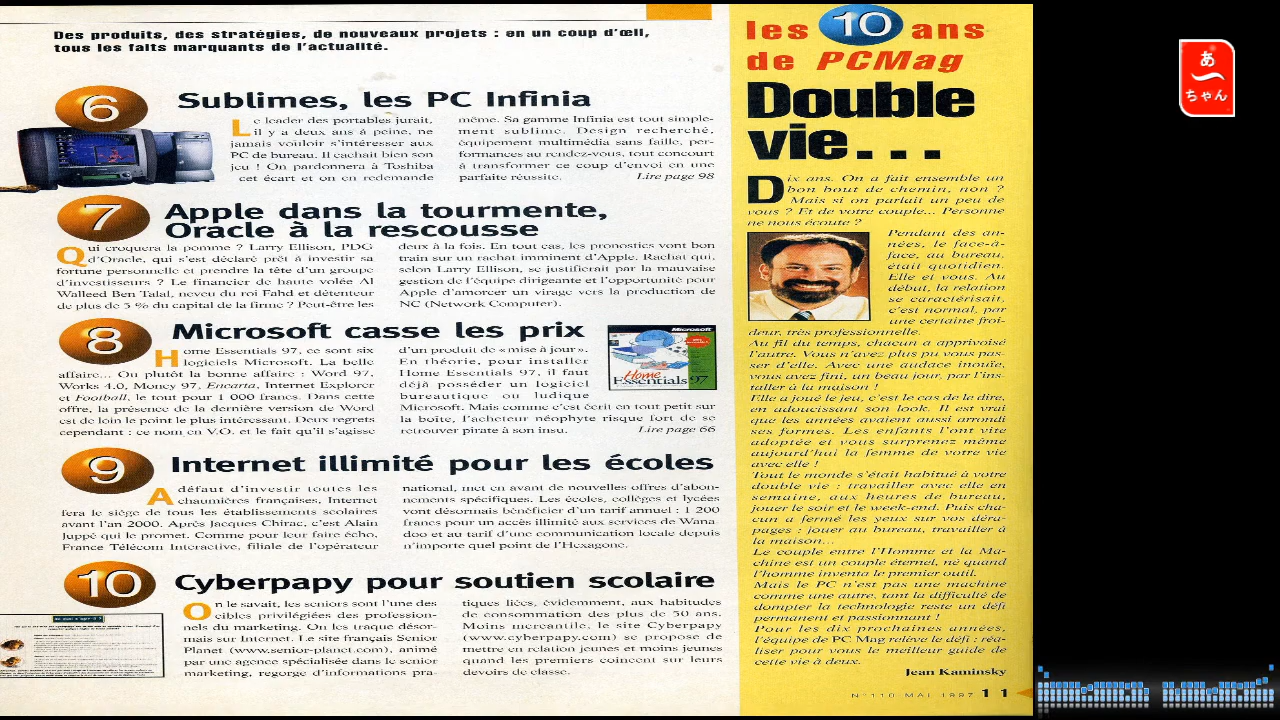 Des produits, des stratégies, de nouveaux projets : en un coup d'œil,
tous les faits marquants de l'actualité.
6
Sublimes, les PC Infinia
Le leader des portables jurait,
il y a deux ans à peine, ne
jamais vouloir s'intéresser aux
PC de bureau. Il cachait bien son
jeu ! On pardonnera à Toshiba
cet écart et on en redemande
même. Sa gamme Infinia est tout simple-
ment sublime. Design recherché,
équipement multimédia sans faille, per-
formances au rendez-vous, tout concourt
à transformer ce coup d'envoi en une
parfaite réussite. Lire page 98
7
Apple dans la tourmente,
Oracle à la rescousse
Qui croquera la pomme ? Larry Ellison, PDG
d'Oracle, qui s'est déclaré prêt à investir sa
fortune personnelle et prendre la tête d'un groupe
d'investisseurs ? Le financier de haute volée Al
Walleed Ben Talal, neveu du roi Fahd et détenteur
de plus de 5 % du capital de la firme ? Peut-être les
deux à la fois. En tout cas, les pronostics vont bon
train sur un rachat imminent d'Apple. Rachat qui,
selon Larry Ellison, se justifierait par la mauvaise
gestion de l'équipe dirigeante et l'opportunité pour
Apple d'amorcer un virage vers la production de
NC (Network Computer).
8
Microsoft casse les prix
Home Essentials 97, ce sont six
logiciels Microsoft. La belle
affaire... Ou plutôt la bonne affaire : Word 97,
Works 4.0, Money 97, Encarta, Internet Explorer
et Football, le tout pour 1 000 francs. Dans cette
offre, la présence de la dernière version de Word
est de loin le point le plus intéressant. Deux regrets
cependant : ce nom en V.O. et le fait qu'il s'agisse
d'un produit de « mise à jour ».
En théorie, pour installer
Home Essentials 97, il faut
déjà posséder un logiciel
bureautique ou ludique
Microsoft. Mais comme c'est écrit en tout petit sur
la boîte, l'acheteur néophyte risque fort de se
retrouver pirate à son insu. Lire page 66
Microsoft
Home
Essentials 97
9
Internet illimité pour les écoles
A défaut d'investir toutes les
chaumières françaises, Internet
fera le siège de tous les établissements scolaires
avant l'an 2000. Après Jacques Chirac, c'est Alain
Juppé qui le promet. Comme pour leur faire écho,
France Télécom Interactive, filiale de l'opérateur
national, met en avant de nouvelles offres d'abon-
nements spécifiques. Les écoles, collèges et lycées
vont désormais bénéficier d'un tarif annuel : 1 200
francs pour un accès illimité aux services de Wana-
doo et au tarif d'une communication locale depuis
n'importe quel point de l'Hexagone.
10
Cyberpapy pour soutien scolaire
On le savait, les seniors sont l'une des
cibles privilégiées des profession-
nels du marketing. On les traque désor-
mais sur Internet. Le site français Senior
Planet (www.senior-planet.com), animé
par une agence spécialisée dans le senior
marketing, regorge d'informations pra-
tiques liées, évidemment, aux habitudes
de consommation des plus de 50 ans.
Moins mercantile, le site Cyberpapy
(www.cyberpapy.com) se propose de
mettre en relation jeunes et moins jeunes
quand les premiers coincent sur leurs
devoirs de classe.
les 10 ans
de PCMag
Double
vie...
Dix ans. On a fait ensemble un
bon bout de chemin, non ?
Mais si on parlait un peu de
vous ? Et de votre couple... Personne
ne nous écoute ?
Pendant des an-
nées, le face-à-
face, au bureau,
était quotidien.
Elle et vous. Au
début, la relation
se caractérisait,
c'est normal, par
une certaine froi-
deur, très professionnelle.
Au fil du temps, chacun a apprivoisé
l'autre. Vous n'avez plus pu vous pas-
ser d'elle. Avec une audace inouïe,
vous avez fini, un beau jour, par l'ins-
taller à la maison !
Elle a joué le jeu, c'est le cas de le dire,
en adoucissant son look. Il est vrai
que les années avaient aussi arrondi
ses formes. Les enfants l'ont vite
adoptée et vous surprenez même
aujourd'hui la femme de votre vie
avec elle !
Tout le monde s'était habitué à votre
double vie : travailler avec elle en
semaine, aux heures de bureau,
jouer le soir et le week-end. Puis cha-
cun a fermé les yeux sur vos déra-
pages : jouer au bureau, travailler à
la maison...
Le couple entre l'Homme et la Ma-
chine est un couple éternel, né quand
l'homme inventa le premier outil.
Mais le PC n'est pas une machine
comme une autre, tant la difficulté de
dompter la technologie reste un défi
permanent et passionnant !
Pour les dix prochaines années,
l'équipe de PC Mag relève le défi : réa-
liser pour vous le meilleur guide de
cette vie à deux.
Jean Kaminsky
N°110 MAI 1997 11
あ
ー
ちゃん